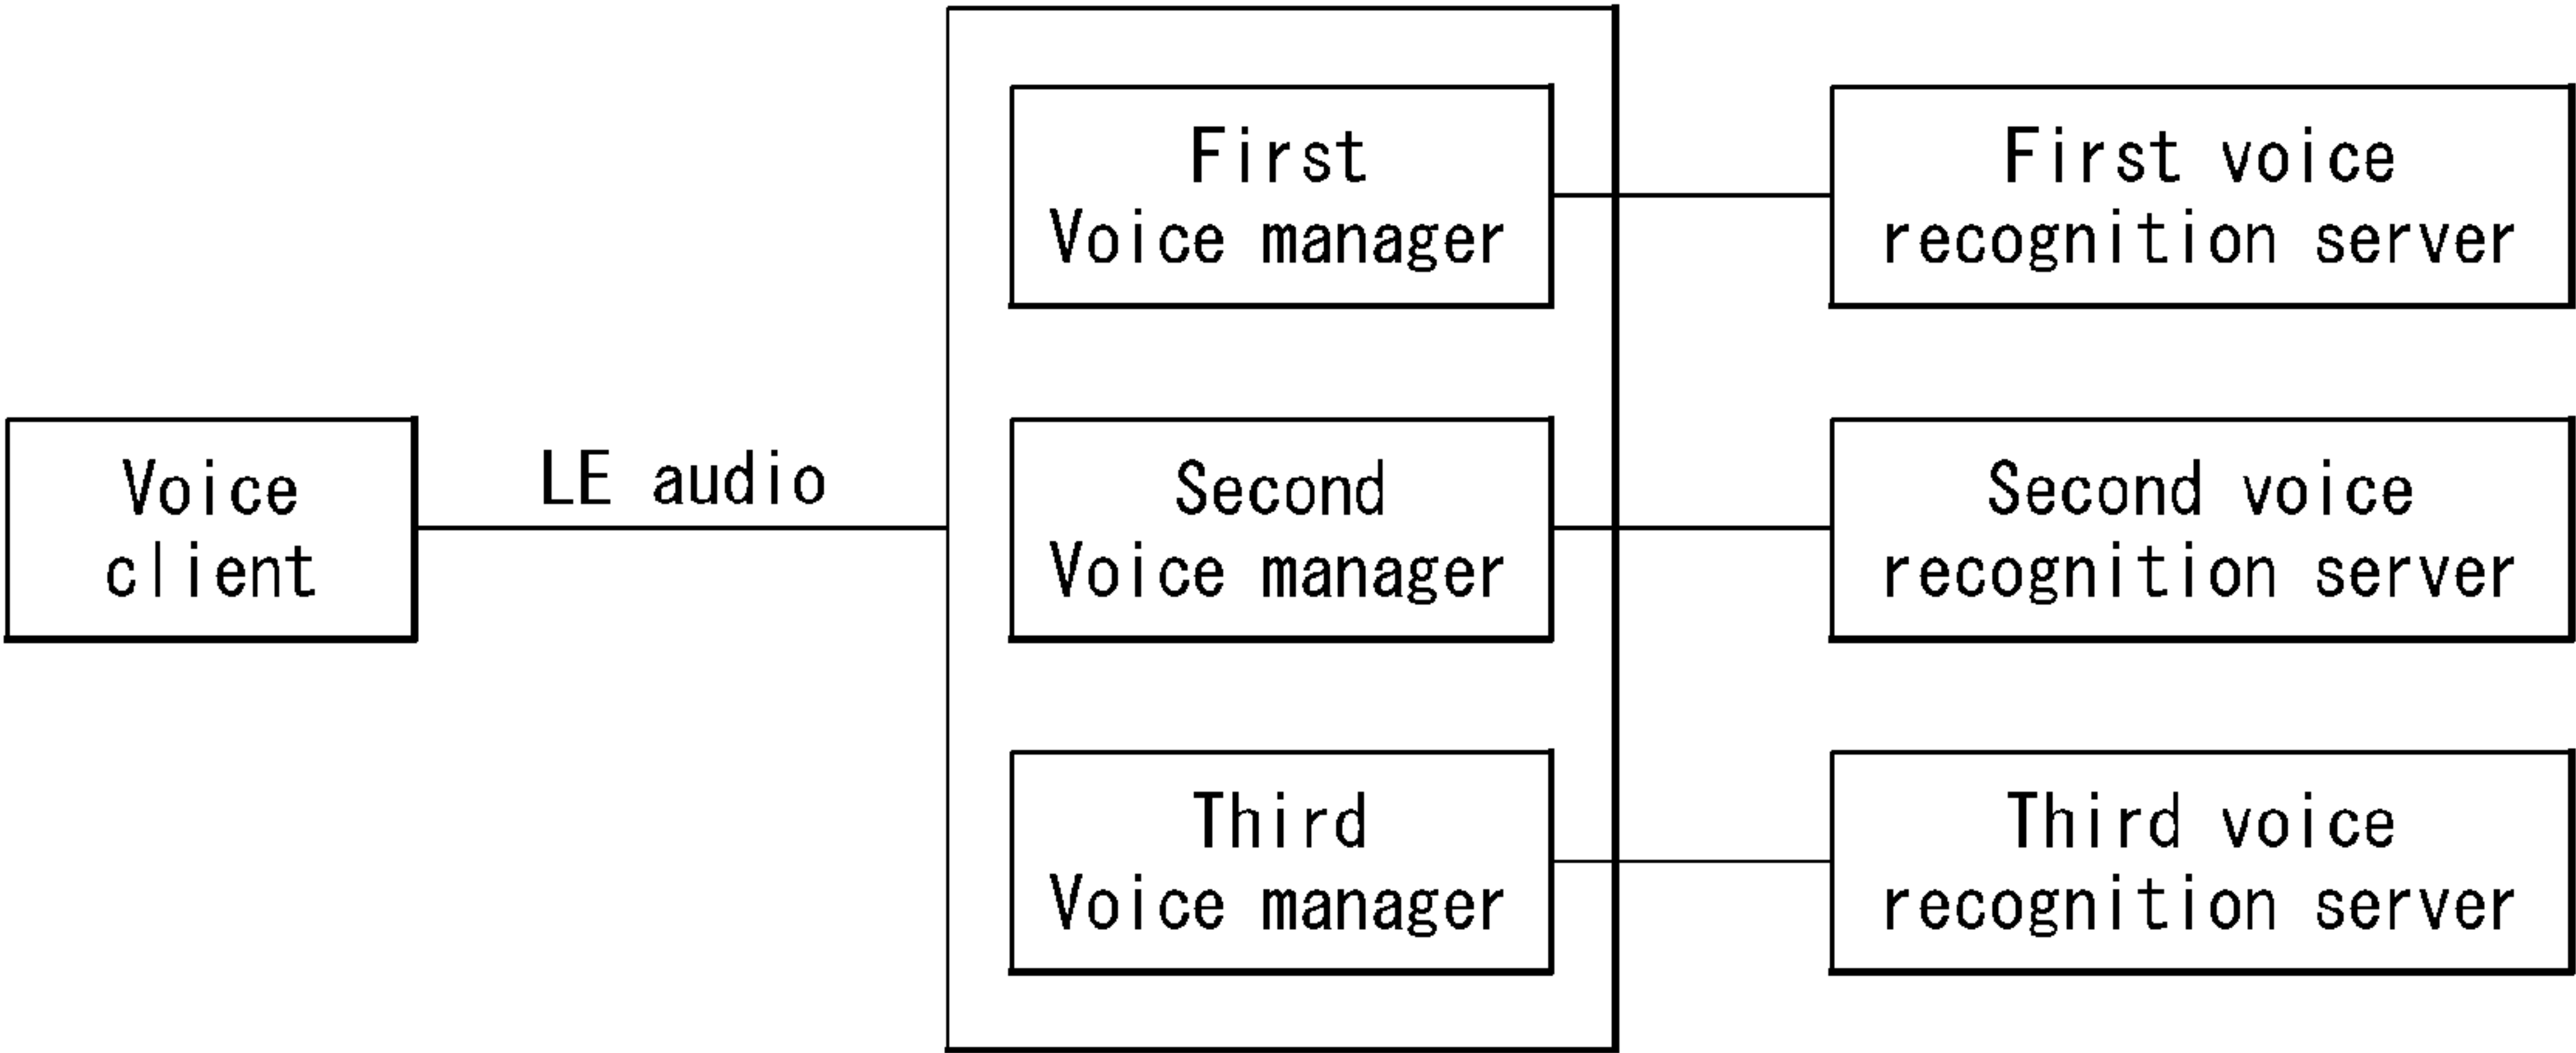 First
Voice manager
First voice
recognition server
Voice
client
LE audio
Second
Voice manager
Second voice
recognition server
Third
Voice manager
Third voice
recognition server